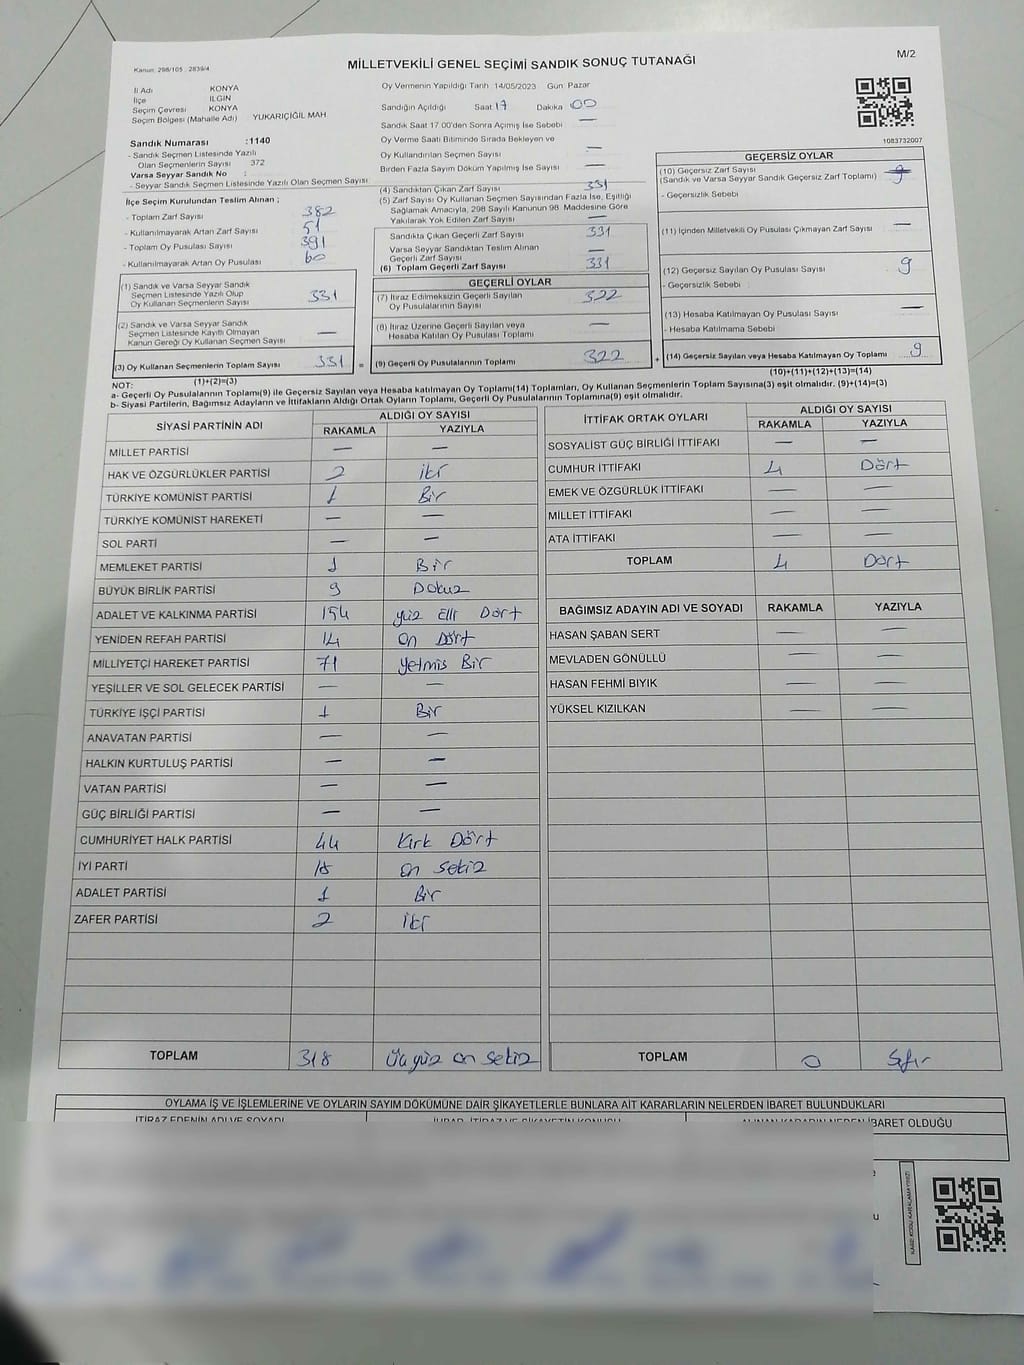 Kanun: 298/105 2839/4
MİLLETVEKİLİ GENEL SEÇİMİ SANDIK SONUÇ TUTANAĞI
M/2
İl Adı KONYA
İlçe ILGIN
Seçim Çevresi KONYA
Seçim Bölgesi (Mahalle Adı) YUKARIÇİĞİL MAH
Sandık Numarası :1140
- Sandık Seçmen Listesinde Yazılı
Olan Seçmenlerin Sayısı 372
Varsa Seyyar Sandık No :
- Seyyar Sandık Seçmen Listesinde Yazılı Olan Seçmen Sayısı
İlçe Seçim Kurulundan Teslim Alınan ;
- Toplam Zarf Sayısı 382
- Kullanılmayarak Artan Zarf Sayısı 51
- Toplam Oy Pusulası Sayısı 391
- Kullanılmayarak Artan Oy Pusulası 60
(1) Sandık ve Varsa Seyyar Sandık
Seçmen Listesinde Yazılı Olup
Oy Kullanan Seçmenlerin Sayısı 331
(2) Sandık ve Varsa Seyyar Sandık
Seçmen Listesinde Kayıtlı Olmayan
Kanun Gereği Oy Kullanan Seçmen Sayısı —
(3) Oy Kullanan Seçmenlerin Toplam Sayısı 331 =
(1)+(2)=(3)
Oy Vermenin Yapıldığı Tarih 14/05/2023 Gün Pazar
Sandığın Açıldığı Saat 17 Dakika 00
Sandık Saat 17.00'den Sonra Açımış İse Sebebi —
Oy Verme Saati Bitiminde Sırada Bekleyen ve
Oy Kullandırılan Seçmen Sayısı —
Birden Fazla Sayım Döküm Yapılmış İse Sayısı —
(4) Sandıktan Çıkan Zarf Sayısı 331
(5) Zarf Sayısı Oy Kullanan Seçmen Sayısından Fazla İse, Eşitliği
Sağlamak Amacıyla, 298 Sayılı Kanunun 98. Maddesine Göre
Yakılarak Yok Edilen Zarf Sayısı —
Sandıkta Çıkan Geçerli Zarf Sayısı 331
Varsa Seyyar Sandıktan Teslim Alınan
Geçerli Zarf Sayısı —
(6) Toplam Geçerli Zarf Sayısı 331
GEÇERLİ OYLAR
(7) İtiraz Edilmeksizin Geçerli Sayılan
Oy Pusulalarının Sayısı 322
(8) İtiraz Üzerine Geçerli Sayılan veya
Hesaba Katılan Oy Pusulası Toplamı —
(9) Geçerli Oy Pusulalarının Toplamı 322 +
1083732007
GEÇERSİZ OYLAR
(10) Geçersiz Zarf Sayısı
(Sandık ve Varsa Seyyar Sandık Geçersiz Zarf Toplamı)
- Geçersizlik Sebebi
(11) İçinden Milletvekili Oy Pusulası Çıkmayan Zarf Sayısı —
(12) Geçersiz Sayılan Oy Pusulası Sayısı 9
- Geçersizlik Sebebi
(13) Hesaba Katılmayan Oy Pusulası Sayısı —
- Hesaba Katılmama Sebebi
(14) Geçersiz Sayılan veya Hesaba Katılmayan Oy Toplamı 9
(10)+(11)+(12)+(13)=(14)
NOT:
a- Geçerli Oy Pusulalarının Toplamı(9) ile Geçersiz Sayılan veya Hesaba katılmayan Oy Toplamı(14) Toplamları, Oy Kullanan Seçmenlerin Toplam Sayısına(3) eşit olmalıdır. (9)+(14)=(3)
b- Siyasi Partilerin, Bağımsız Adayların ve İttifakların Aldığı Ortak Oyların Toplamı, Geçerli Oy Pusulalarının Toplamına(9) eşit olmalıdır.
SİYASİ PARTİNİN ADI ALDIĞI OY SAYISI
RAKAMLA YAZIYLA
MİLLET PARTİSİ — —
HAK VE ÖZGÜRLÜKLER PARTİSİ 2 iki
TÜRKİYE KOMÜNİST PARTİSİ 1 Bir
TÜRKİYE KOMÜNİST HAREKETİ — —
SOL PARTİ — —
MEMLEKET PARTİSİ 1 Bir
BÜYÜK BİRLİK PARTİSİ 9 Dokuz
ADALET VE KALKINMA PARTİSİ 154 yüz Elli Dört
YENİDEN REFAH PARTİSİ 14 On Dört
MİLLİYETÇİ HAREKET PARTİSİ 71 Yetmiş Bir
YEŞİLLER VE SOL GELECEK PARTİSİ — —
TÜRKİYE İŞÇİ PARTİSİ 1 Bir
ANAVATAN PARTİSİ — —
HALKIN KURTULUŞ PARTİSİ — —
VATAN PARTİSİ — —
GÜÇ BİRLİĞİ PARTİSİ — —
CUMHURİYET HALK PARTİSİ 44 Kırk Dört
İYİ PARTİ 18 on sekiz
ADALET PARTİSİ 1 Bir
ZAFER PARTİSİ 2 iki
TOPLAM 318 Üç yüz on sekiz
İTTİFAK ORTAK OYLARI ALDIĞI OY SAYISI
RAKAMLA YAZIYLA
SOSYALİST GÜÇ BİRLİĞİ İTTİFAKI — —
CUMHUR İTTİFAKI 4 Dört
EMEK VE ÖZGÜRLÜK İTTİFAKI — —
MİLLET İTTİFAKI — —
ATA İTTİFAKI — —
TOPLAM 4 Dört
BAĞIMSIZ ADAYIN ADI VE SOYADI RAKAMLA YAZIYLA
HASAN ŞABAN SERT — —
MEVLADEN GÖNÜLLÜ — —
HASAN FEHMİ BIYIK — —
YÜKSEL KIZILKAN — —
TOPLAM 0 Sıfır
OYLAMA İŞ VE İŞLEMLERİNE VE OYLARIN SAYIM DÖKÜMÜNE DAİR ŞİKAYETLERLE BUNLARA AİT KARARLARIN NELERDEN İBARET BULUNDUKLARI
İTİRAZ EDENİN ADI VE SOYADI
İBARET OLDUĞU